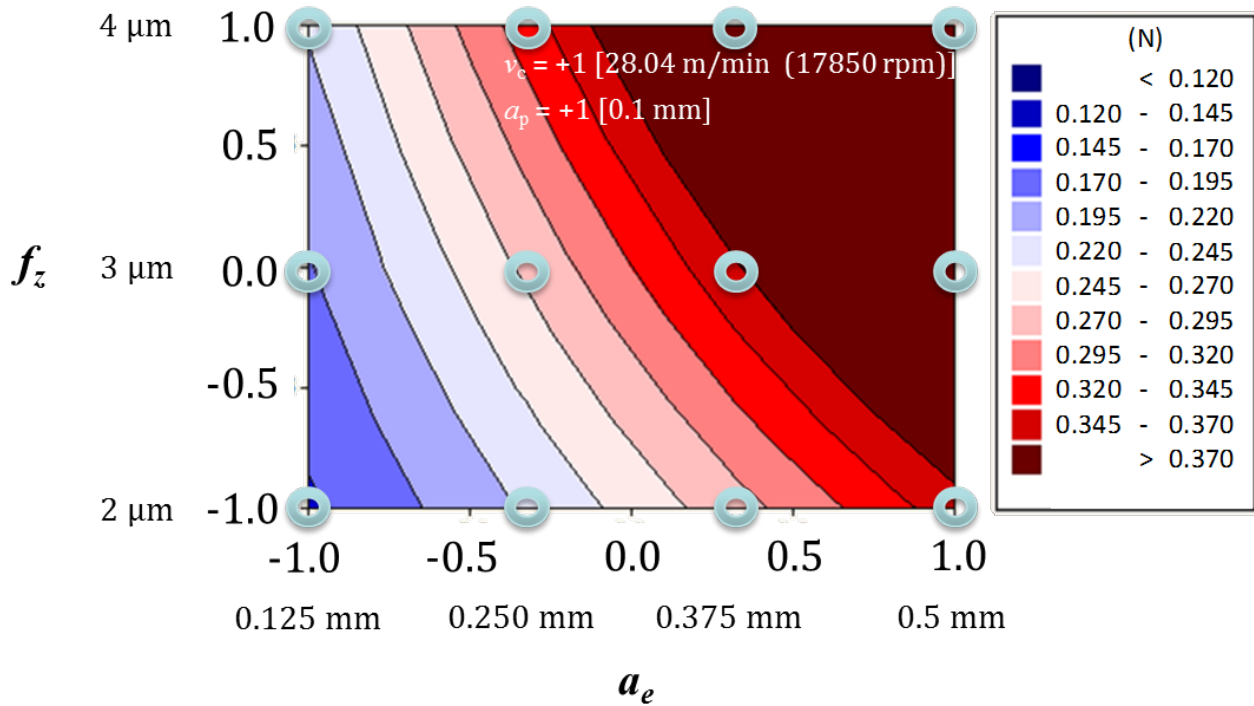 4 μm 1.0
v_c = +1 [28.04 m/min (17850 rpm)]
a_p = +1 [0.1 mm]
0.5
f_z 3 μm 0.0
-0.5
2 μm -1.0
-1.0 -0.5 0.0 0.5 1.0
0.125 mm 0.250 mm 0.375 mm 0.5 mm
a_e
(N)
< 0.120
0.120 - 0.145
0.145 - 0.170
0.170 - 0.195
0.195 - 0.220
0.220 - 0.245
0.245 - 0.270
0.270 - 0.295
0.295 - 0.320
0.320 - 0.345
0.345 - 0.370
> 0.370